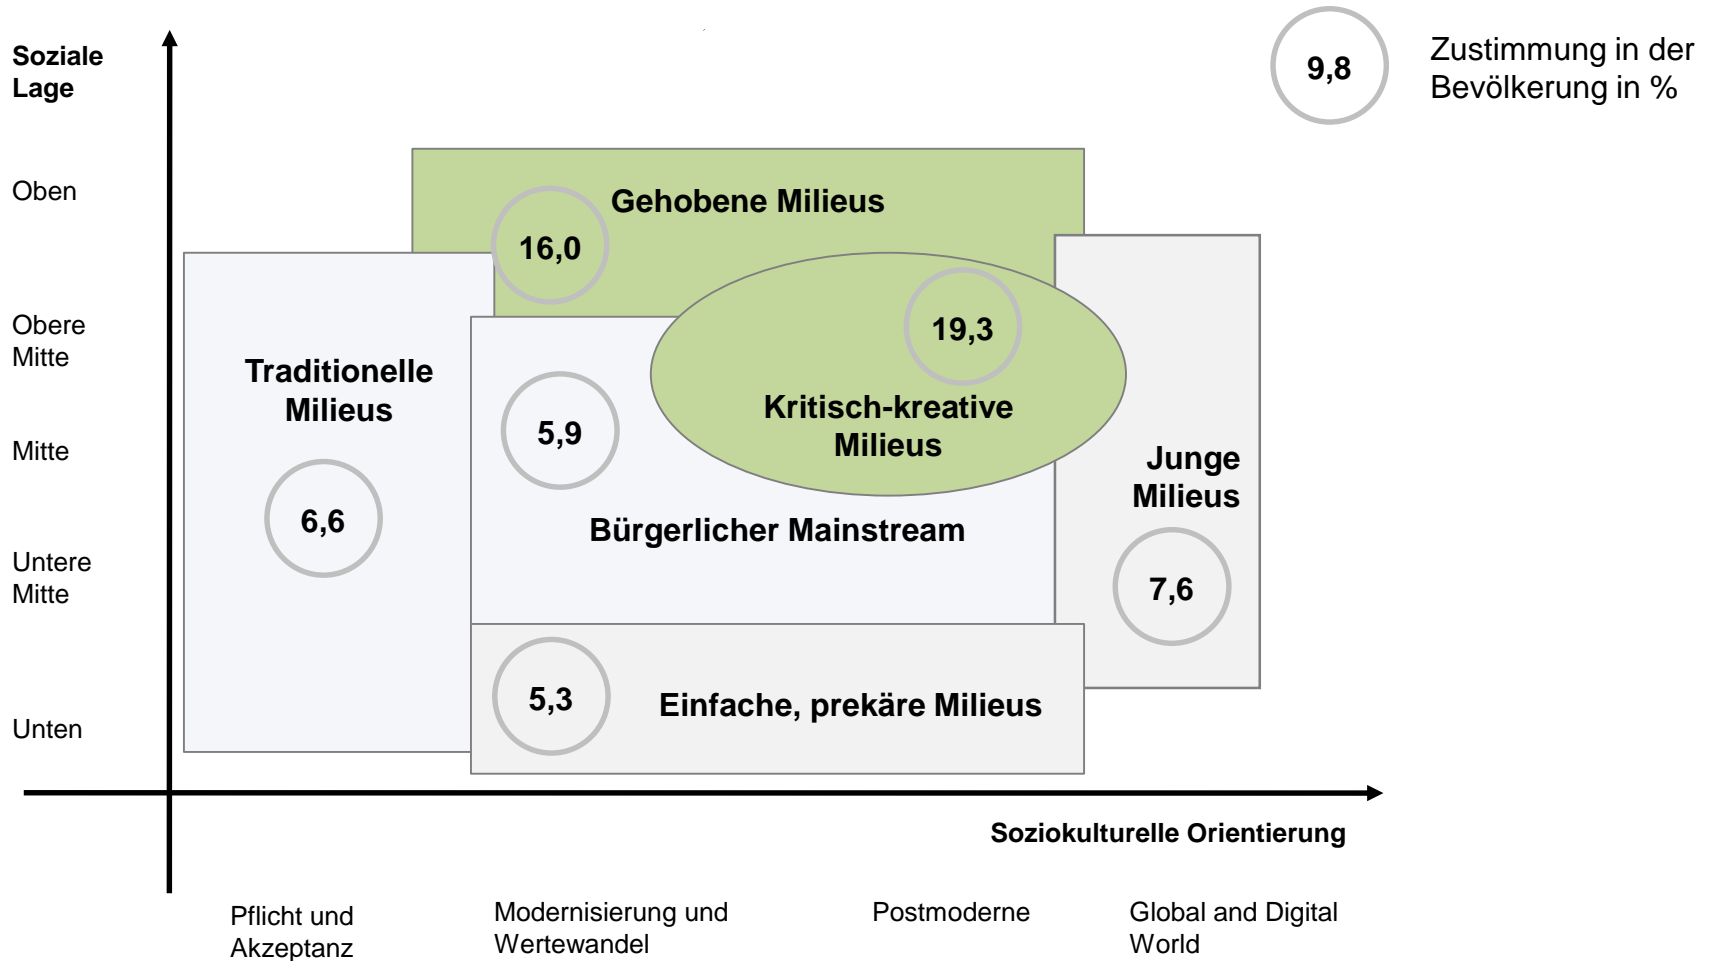 Soziale
Lage
9,8
Zustimmung in der
Bevölkerung in %
Oben
Gehobene Milieus
16,0
Obere
Mitte
19,3
Traditionelle
Milieus
Kritisch-kreative
Milieus
5,9
Mitte
Junge
Milieus
6,6
Bürgerlicher Mainstream
Untere
Mitte
7,6
5,3
Einfache, prekäre Milieus
Unten
Soziokulturelle Orientierung
Pflicht und
Akzeptanz
Modernisierung und
Wertewandel
Postmoderne
Global and Digital
World